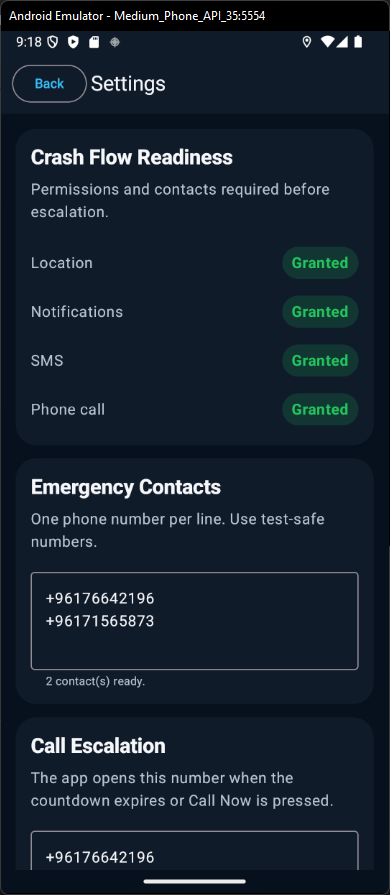 Android Emulator - Medium_Phone_API_35:5554
9:18
Back
Settings
Crash Flow Readiness
Permissions and contacts required before
escalation.
Location Granted
Notifications Granted
SMS Granted
Phone call Granted
Emergency Contacts
One phone number per line. Use test-safe
numbers.
+96176642196
+96171565873
2 contact(s) ready.
Call Escalation
The app opens this number when the
countdown expires or Call Now is pressed.
+96176642196